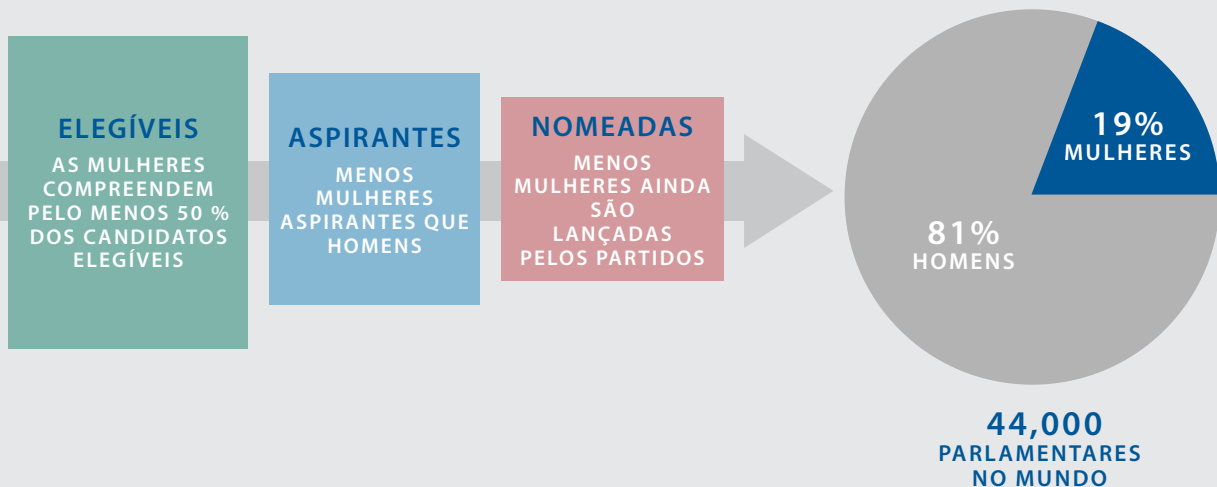 ELEGÍVEIS
AS MULHERES
COMPREENDEM
PELO MENOS 50 %
DOS CANDIDATOS
ELEGÍVEIS
ASPIRANTES
MENOS
MULHERES
ASPIRANTES QUE
HOMENS
NOMEADAS
MENOS
MULHERES AINDA
SÃO
LANÇADAS
PELOS PARTIDOS
19%
MULHERES
81%
HOMENS
44,000
PARLAMENTARES
NO MUNDO